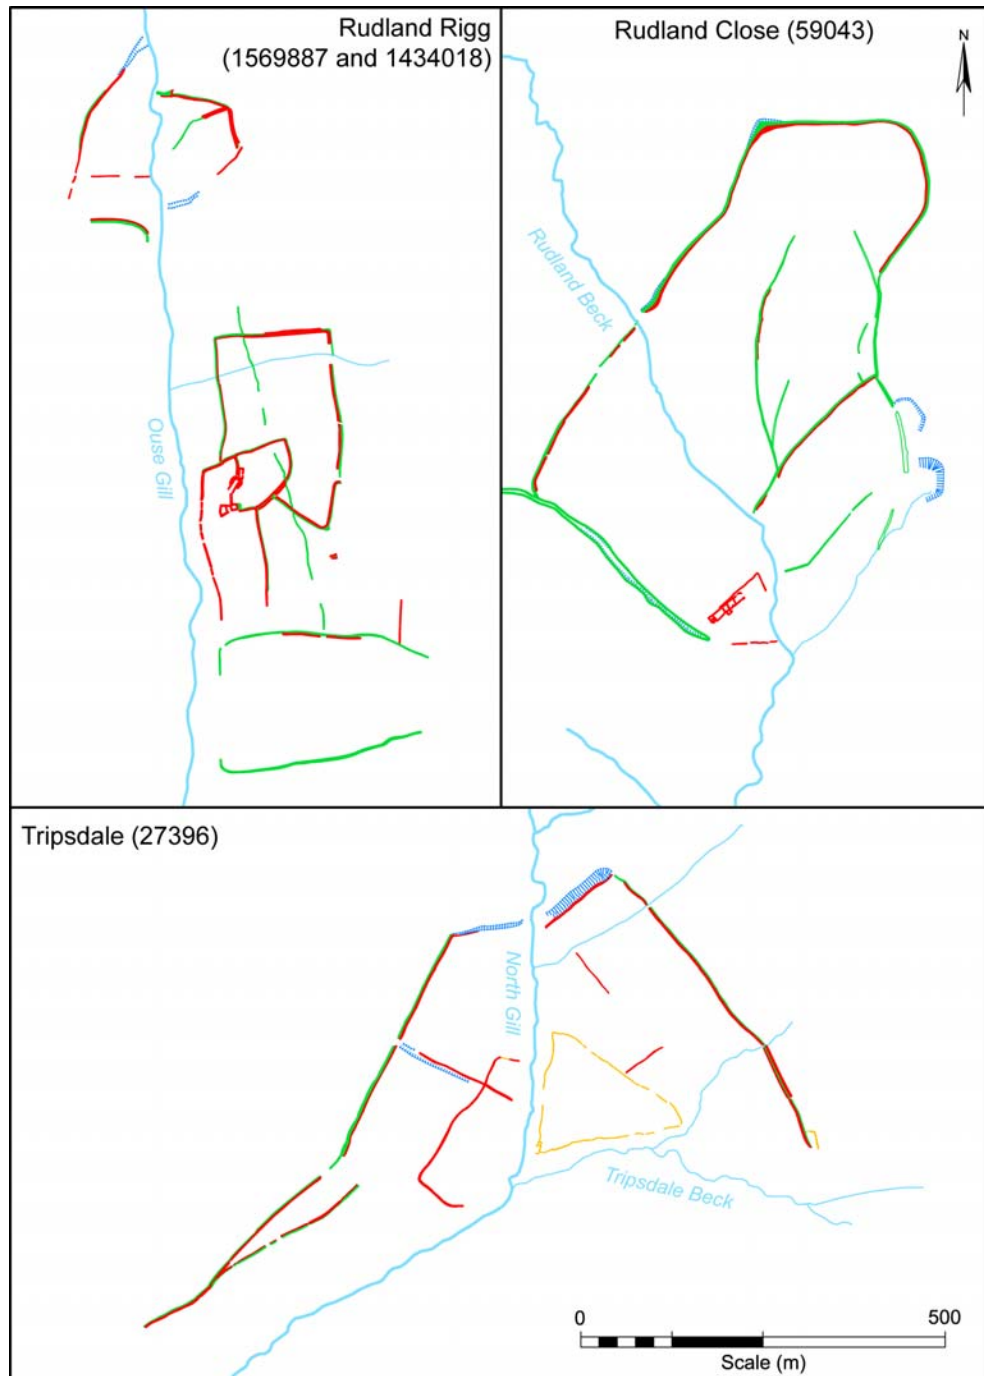 Rudland Rigg
(1569887 and 1434018)
Ouse Gill
Rudland Close (59043)
N
Rudland Beck
Tripsdale (27396)
North Gill
Tripsdale Beck
0 500
Scale (m)